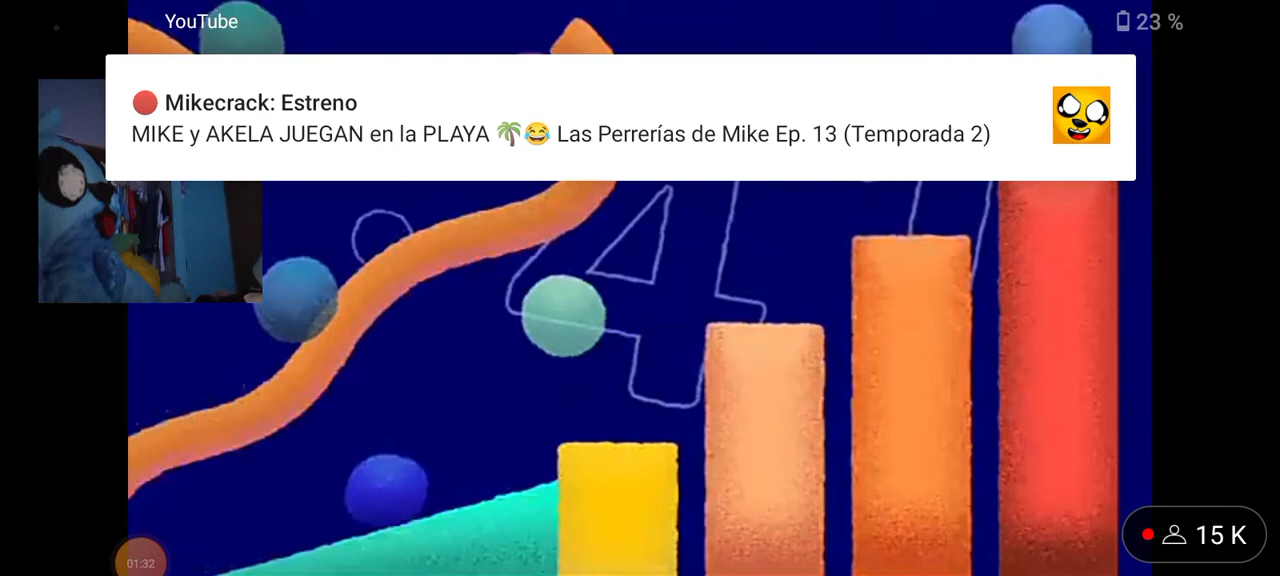 YouTube
23 %
🔴 Mikecrack: Estreno
MIKE y AKELA JUEGAN en la PLAYA 🌴😂 Las Perrerías de Mike Ep. 13 (Temporada 2)
4
15 K
01:32